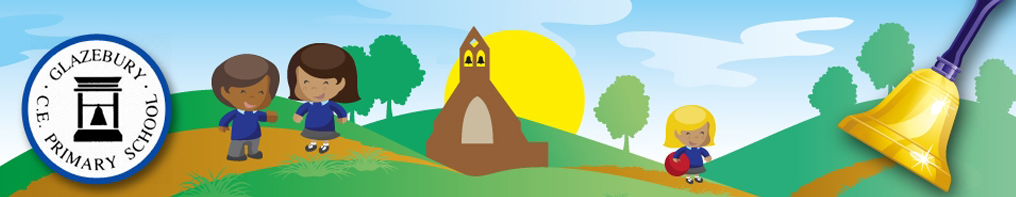 · GLAZEBURY ·
C.E. PRIMARY SCHOOL